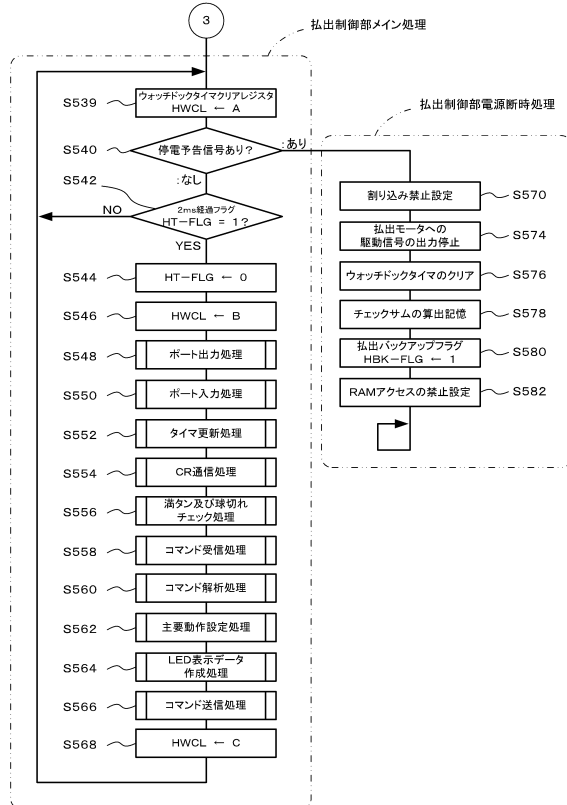 3
払出制御部メイン処理
S539
ウォッチドックタイマクリアレジスタ
HWCL ← A
払出制御部電源断時処理
S540
停電予告信号あり?
:あり
:なし
S542
2ms経過フラグ
HT-FLG = 1?
NO
YES
S544
HT-FLG ← 0
S546
HWCL ← B
S548
ポート出力処理
S550
ポート入力処理
S552
タイマ更新処理
S554
CR通信処理
S556
満タン及び球切れ
チェック処理
S558
コマンド受信処理
S560
コマンド解析処理
S562
主要動作設定処理
S564
LED表示データ
作成処理
S566
コマンド送信処理
S568
HWCL ← C
割り込み禁止設定
S570
払出モータへの
駆動信号の出力停止
S574
ウォッチドックタイマのクリア
S576
チェックサムの算出記憶
S578
払出バックアップフラグ
HBK-FLG ← 1
S580
RAMアクセスの禁止設定
S582